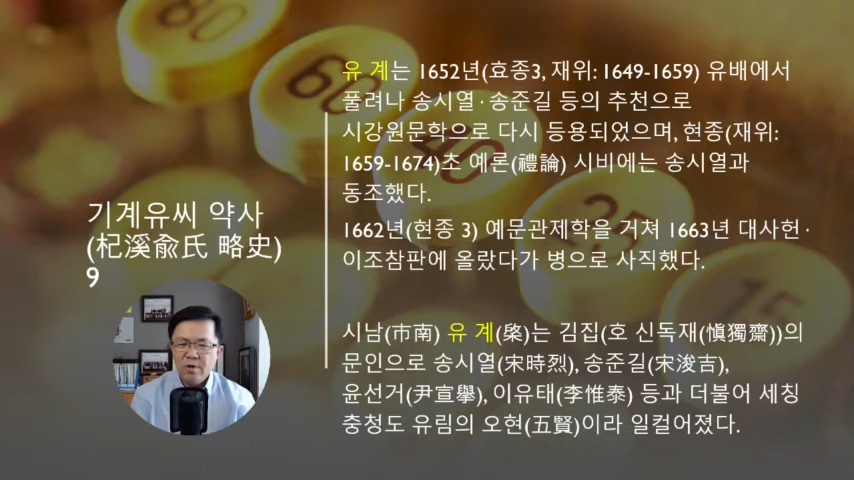 기계유씨 약사
(杞溪兪氏 略史)
9
유 계는 1652년(효종3, 재위: 1649-1659) 유배에서
풀려나 송시열 · 송준길 등의 추천으로
시강원문학으로 다시 등용되었으며, 현종(재위:
1659-1674)초 예론(禮論) 시비에는 송시열과
동조했다.
1662년(현종 3) 예문관제학을 거쳐 1663년 대사헌 ·
이조참판에 올랐다가 병으로 사직했다.
시남(市南) 유 계(棨)는 김집(호 신독재(愼獨齋))의
문인으로 송시열(宋時烈), 송준길(宋浚吉),
윤선거(尹宣擧), 이유태(李惟泰) 등과 더불어 세칭
충청도 유림의 오현(五賢)이라 일컬어졌다.
80
60
40
25
15